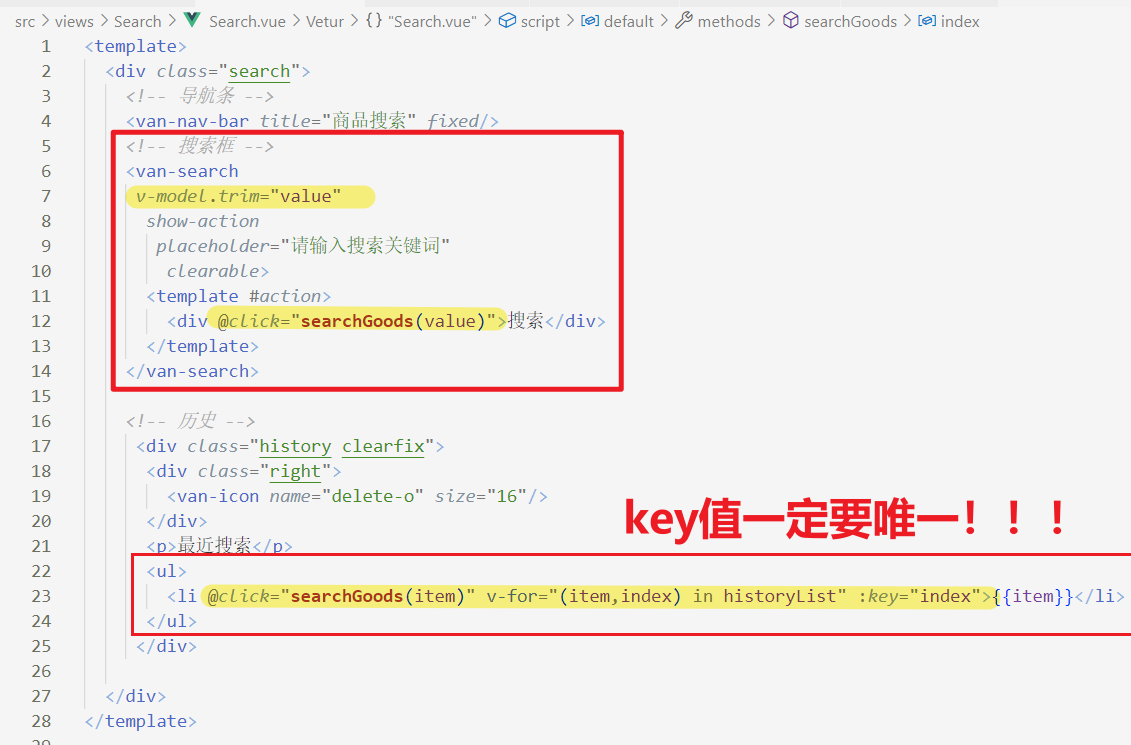 src > views > Search > Search.vue > Vetur > {} "Search.vue" > script > default > methods > searchGoods > index
1 <template>
2 <div class="search">
3 <!-- 导航条 -->
4 <van-nav-bar title="商品搜索" fixed/>
5 <!-- 搜索框 -->
6 <van-search
7 v-model.trim="value"
8 show-action
9 placeholder="请输入搜索关键词"
10 clearable>
11 <template #action>
12 <div @click="searchGoods(value)">搜索</div>
13 </template>
14 </van-search>
15
16 <!-- 历史 -->
17 <div class="history clearfix">
18 <div class="right">
19 <van-icon name="delete-o" size="16"/>
20 </div>
key值一定要唯一！！！
21 <p>最近搜索</p>
22 <ul>
23 <li @click="searchGoods(item)" v-for="(item,index) in historyList" :key="index">{{item}}</li>
24 </ul>
25 </div>
26
27 </div>
28 </template>
29